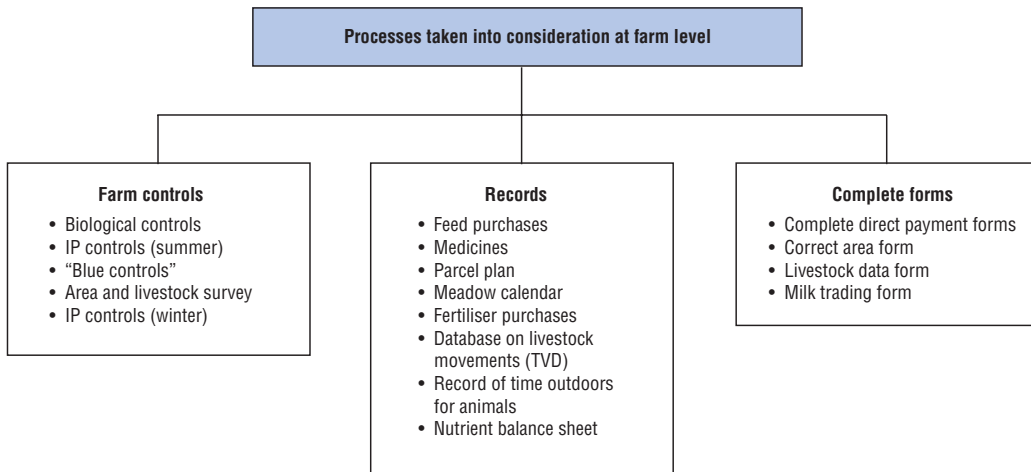 Processes taken into consideration at farm level
Farm controls
• Biological controls
• IP controls (summer)
• “Blue controls”
• Area and livestock survey
• IP controls (winter)
Records
• Feed purchases
• Medicines
• Parcel plan
• Meadow calendar
• Fertiliser purchases
• Database on livestock
movements (TVD)
• Record of time outdoors
for animals
• Nutrient balance sheet
Complete forms
• Complete direct payment forms
• Correct area form
• Livestock data form
• Milk trading form